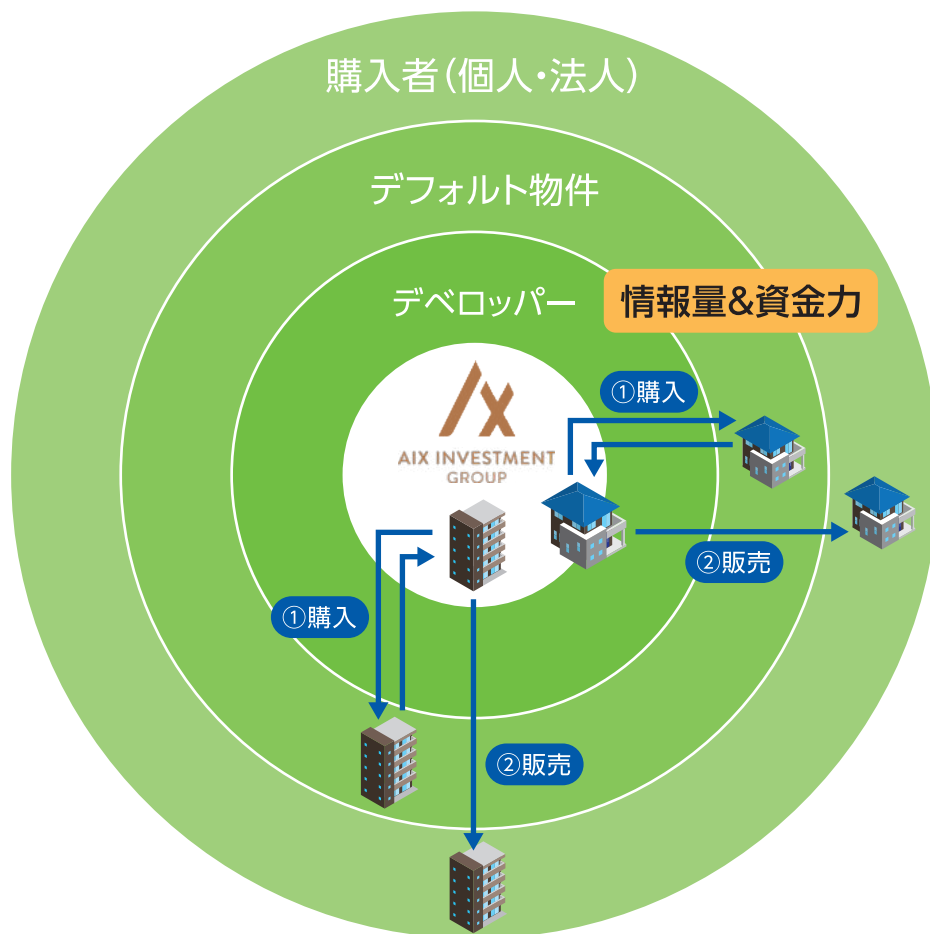 購入者(個人・法人)
デフォルト物件
デベロッパー
情報量&資金力
AIX INVESTMENT
GROUP
①購入
②販売
①購入
②販売